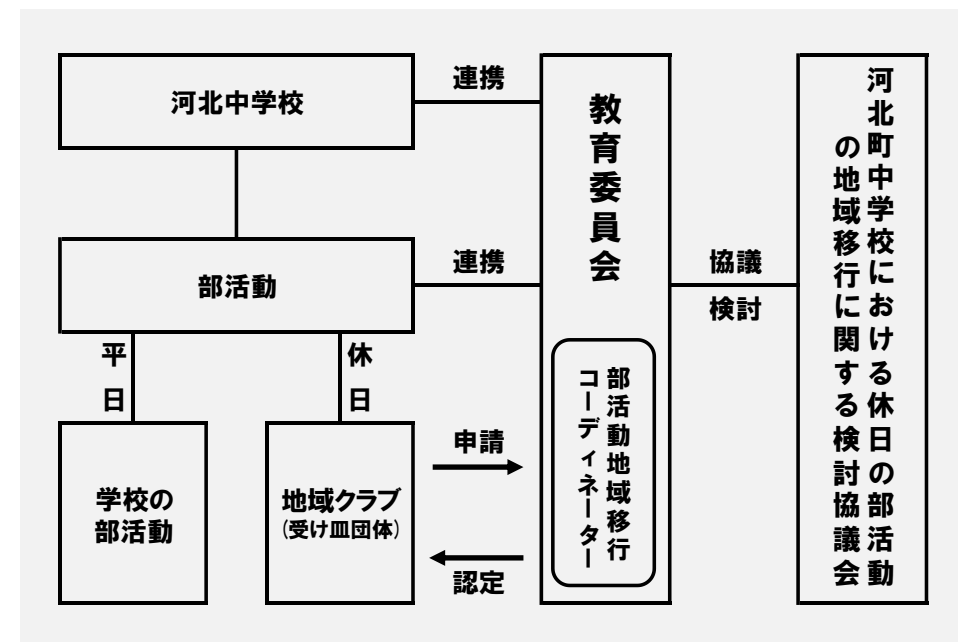 河北中学校
連携
教育委員会
河北町中学校における休日の部活動
の地域移行に関する検討協議会
部活動
連携
協議
検討
平日
休日
部活動地域移行
コーディネーター
学校の
部活動
地域クラブ
(受け皿団体)
申請
認定